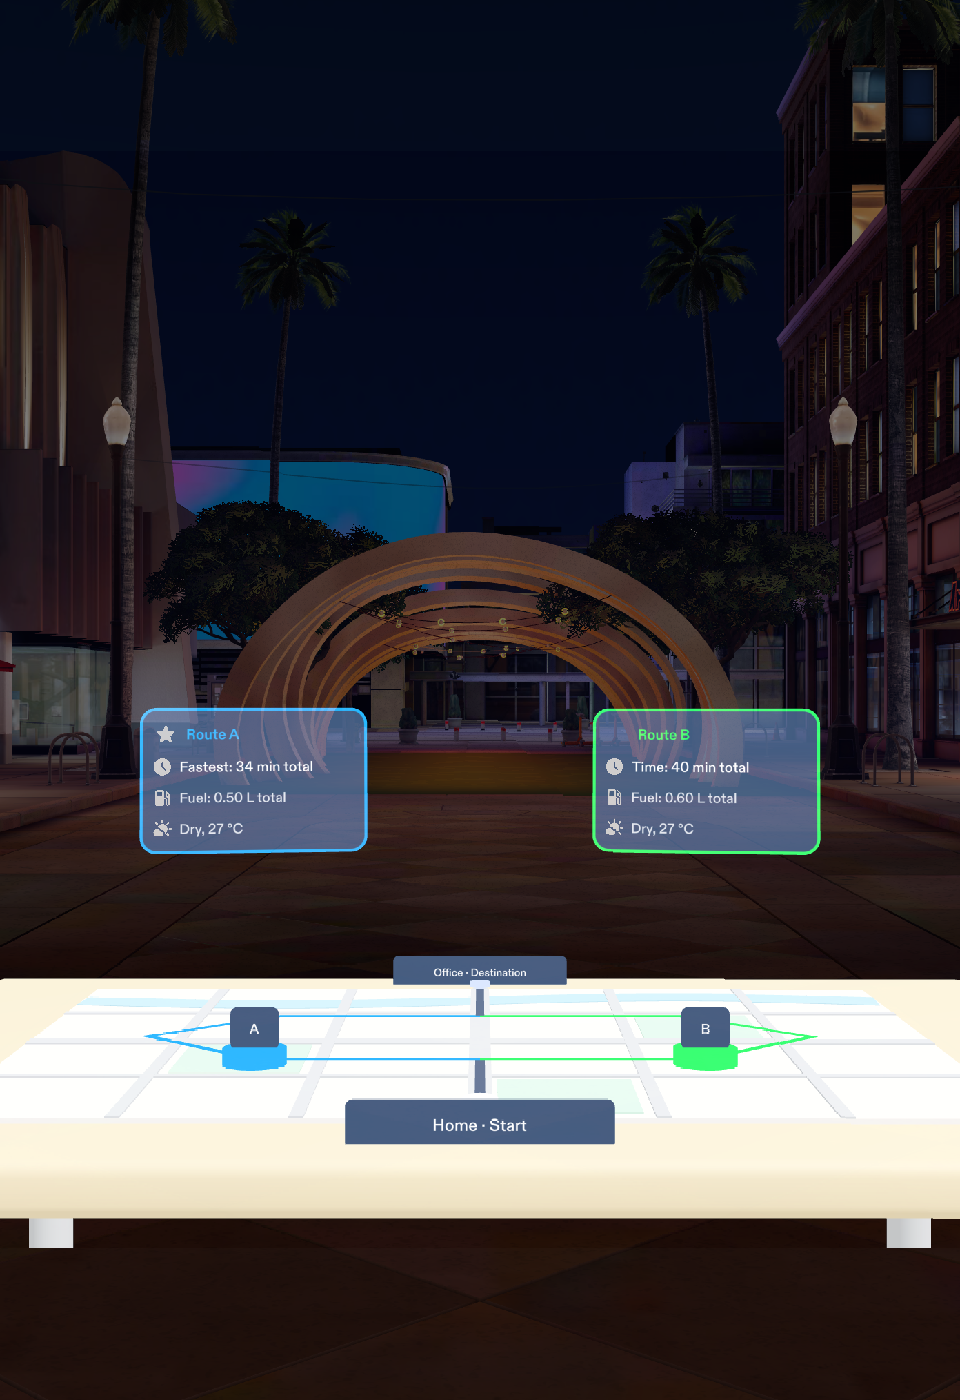 Route A
Fastest: 34 min total
Fuel: 0.50 L total
Dry, 27 °C
Route B
Time: 40 min total
Fuel: 0.60 L total
Dry, 27 °C
Office · Destination
A
B
Home · Start